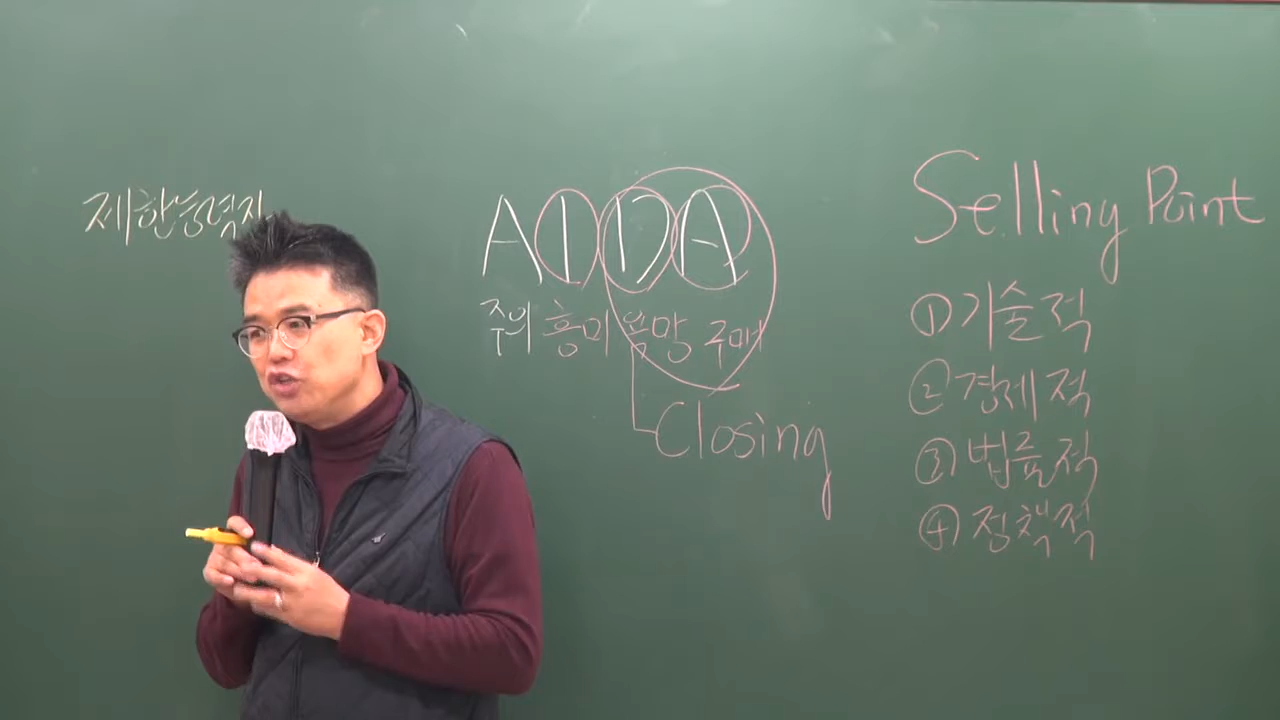 제한능력자
AIDA
주의 흥미 욕망 구매
Closing
Selling Point
① 기술적
② 경제적
③ 법률적
④ 정책적